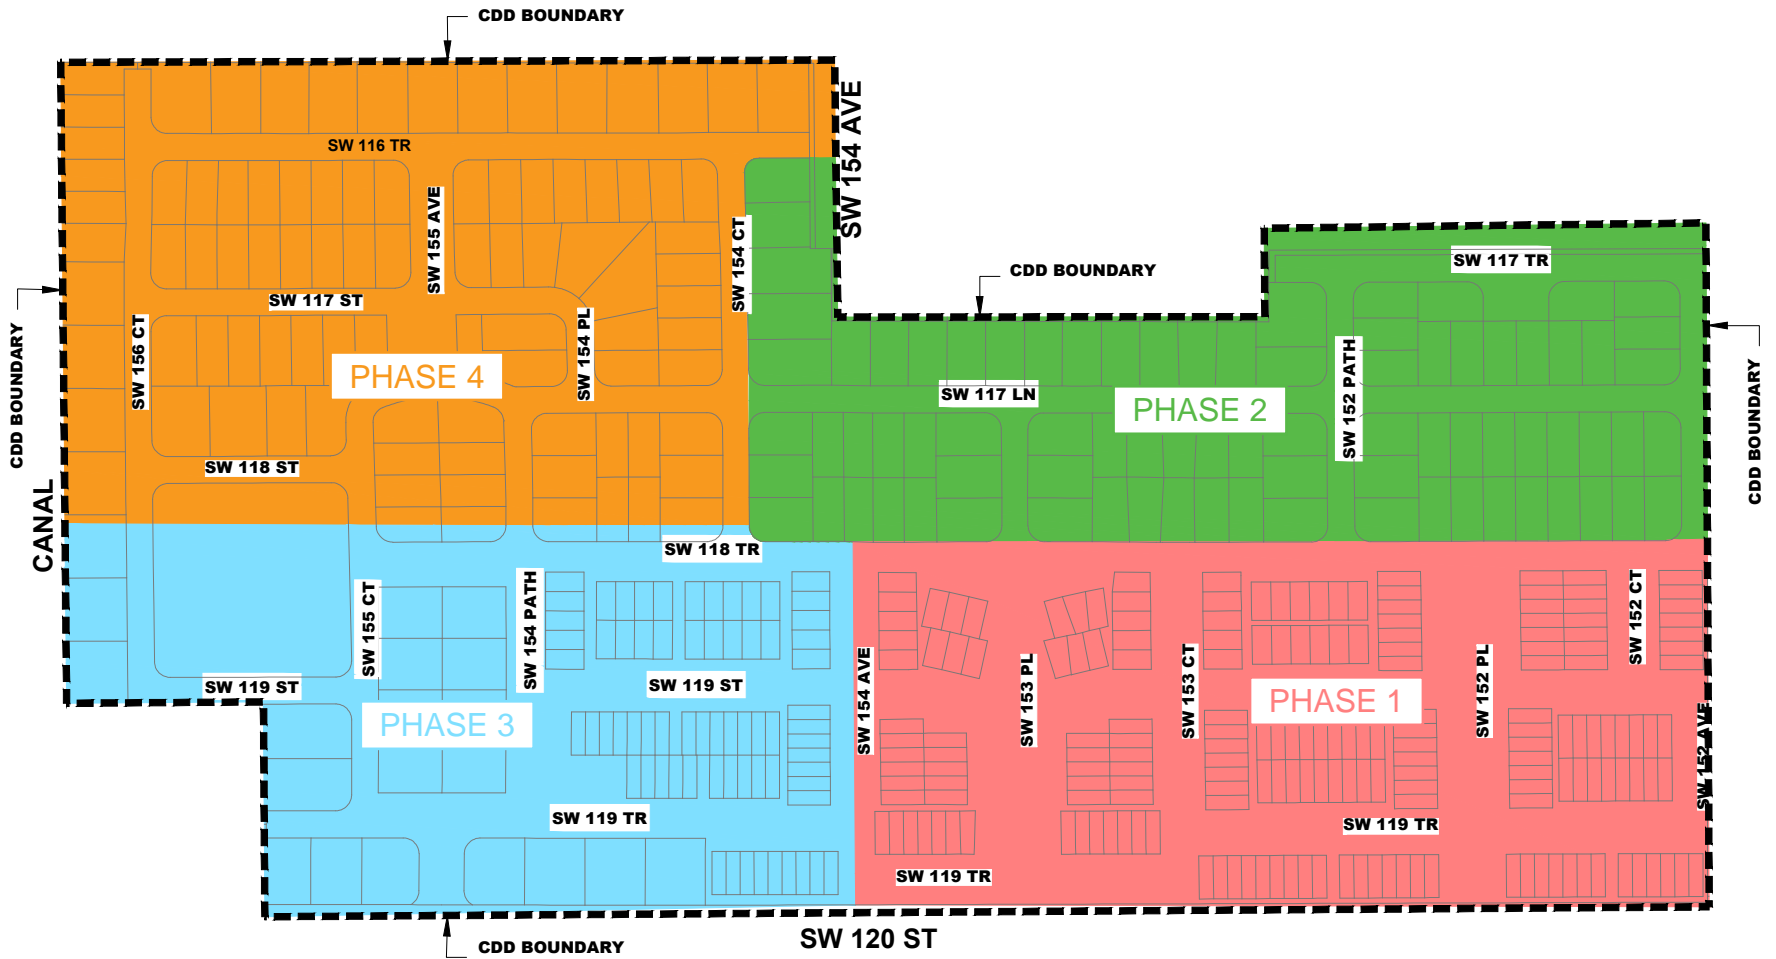 CDD BOUNDARY
SW 154 AVE
SW 116 TR
SW 155 AVE
SW 154 CT
SW 117 TR
CDD BOUNDARY
SW 117 ST
CDD BOUNDARY
SW 156 CT
SW 154 PL
SW 152 PATH
CDD BOUNDARY
PHASE 4
SW 117 LN
PHASE 2
SW 118 ST
CANAL
SW 118 TR
SW 155 CT
SW 154 PATH
SW 152 CT
SW 119 ST
SW 119 ST
SW 154 AVE
SW 153 PL
SW 153 CT
SW 152 PL
PHASE 1
PHASE 3
SW 152 AVE
SW 119 TR
SW 119 TR
SW 119 TR
SW 120 ST
CDD BOUNDARY